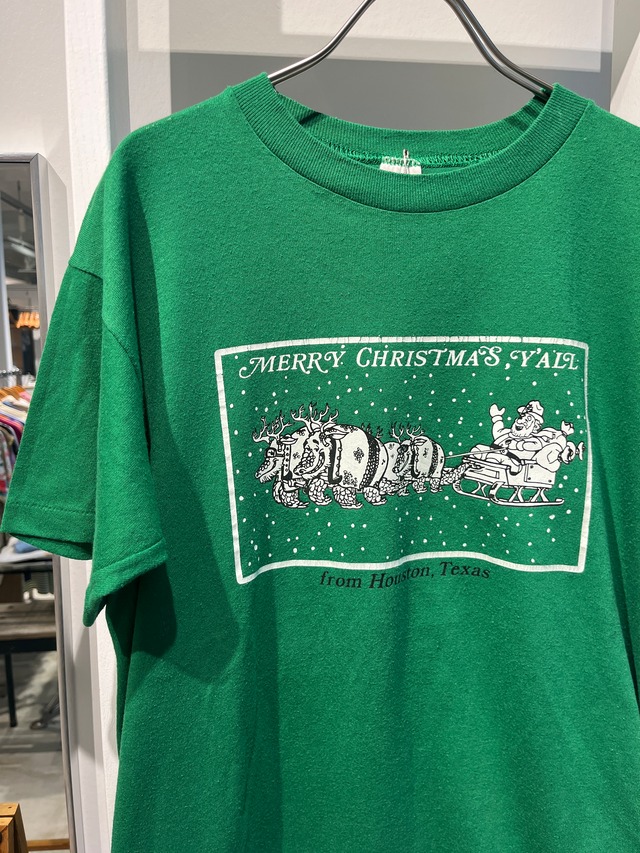 MERRY CHRISTMAS, Y'ALL
from Houston, Texas